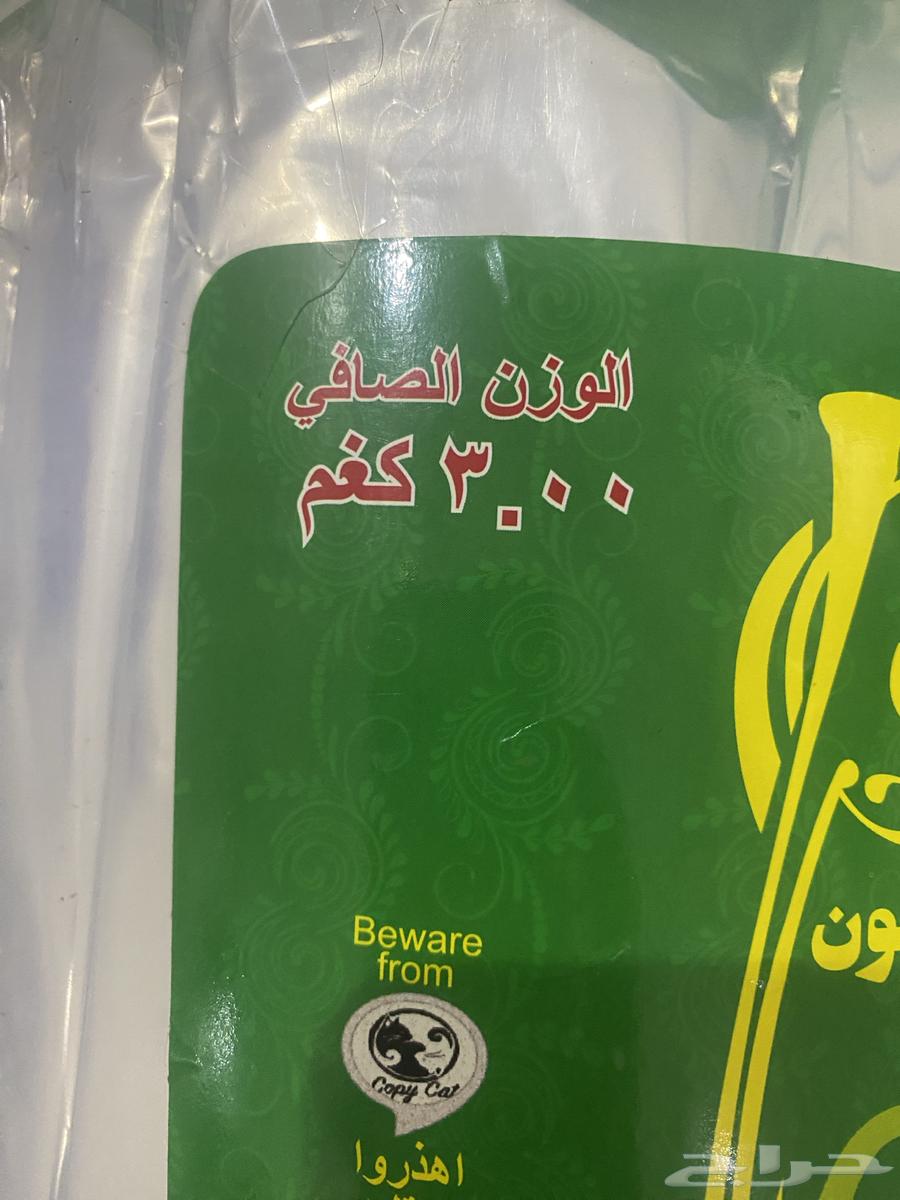 الوزن الصافي
٣.٠٠ كغم
ون
Beware
from
Copy Cat
اهذروا
حراج